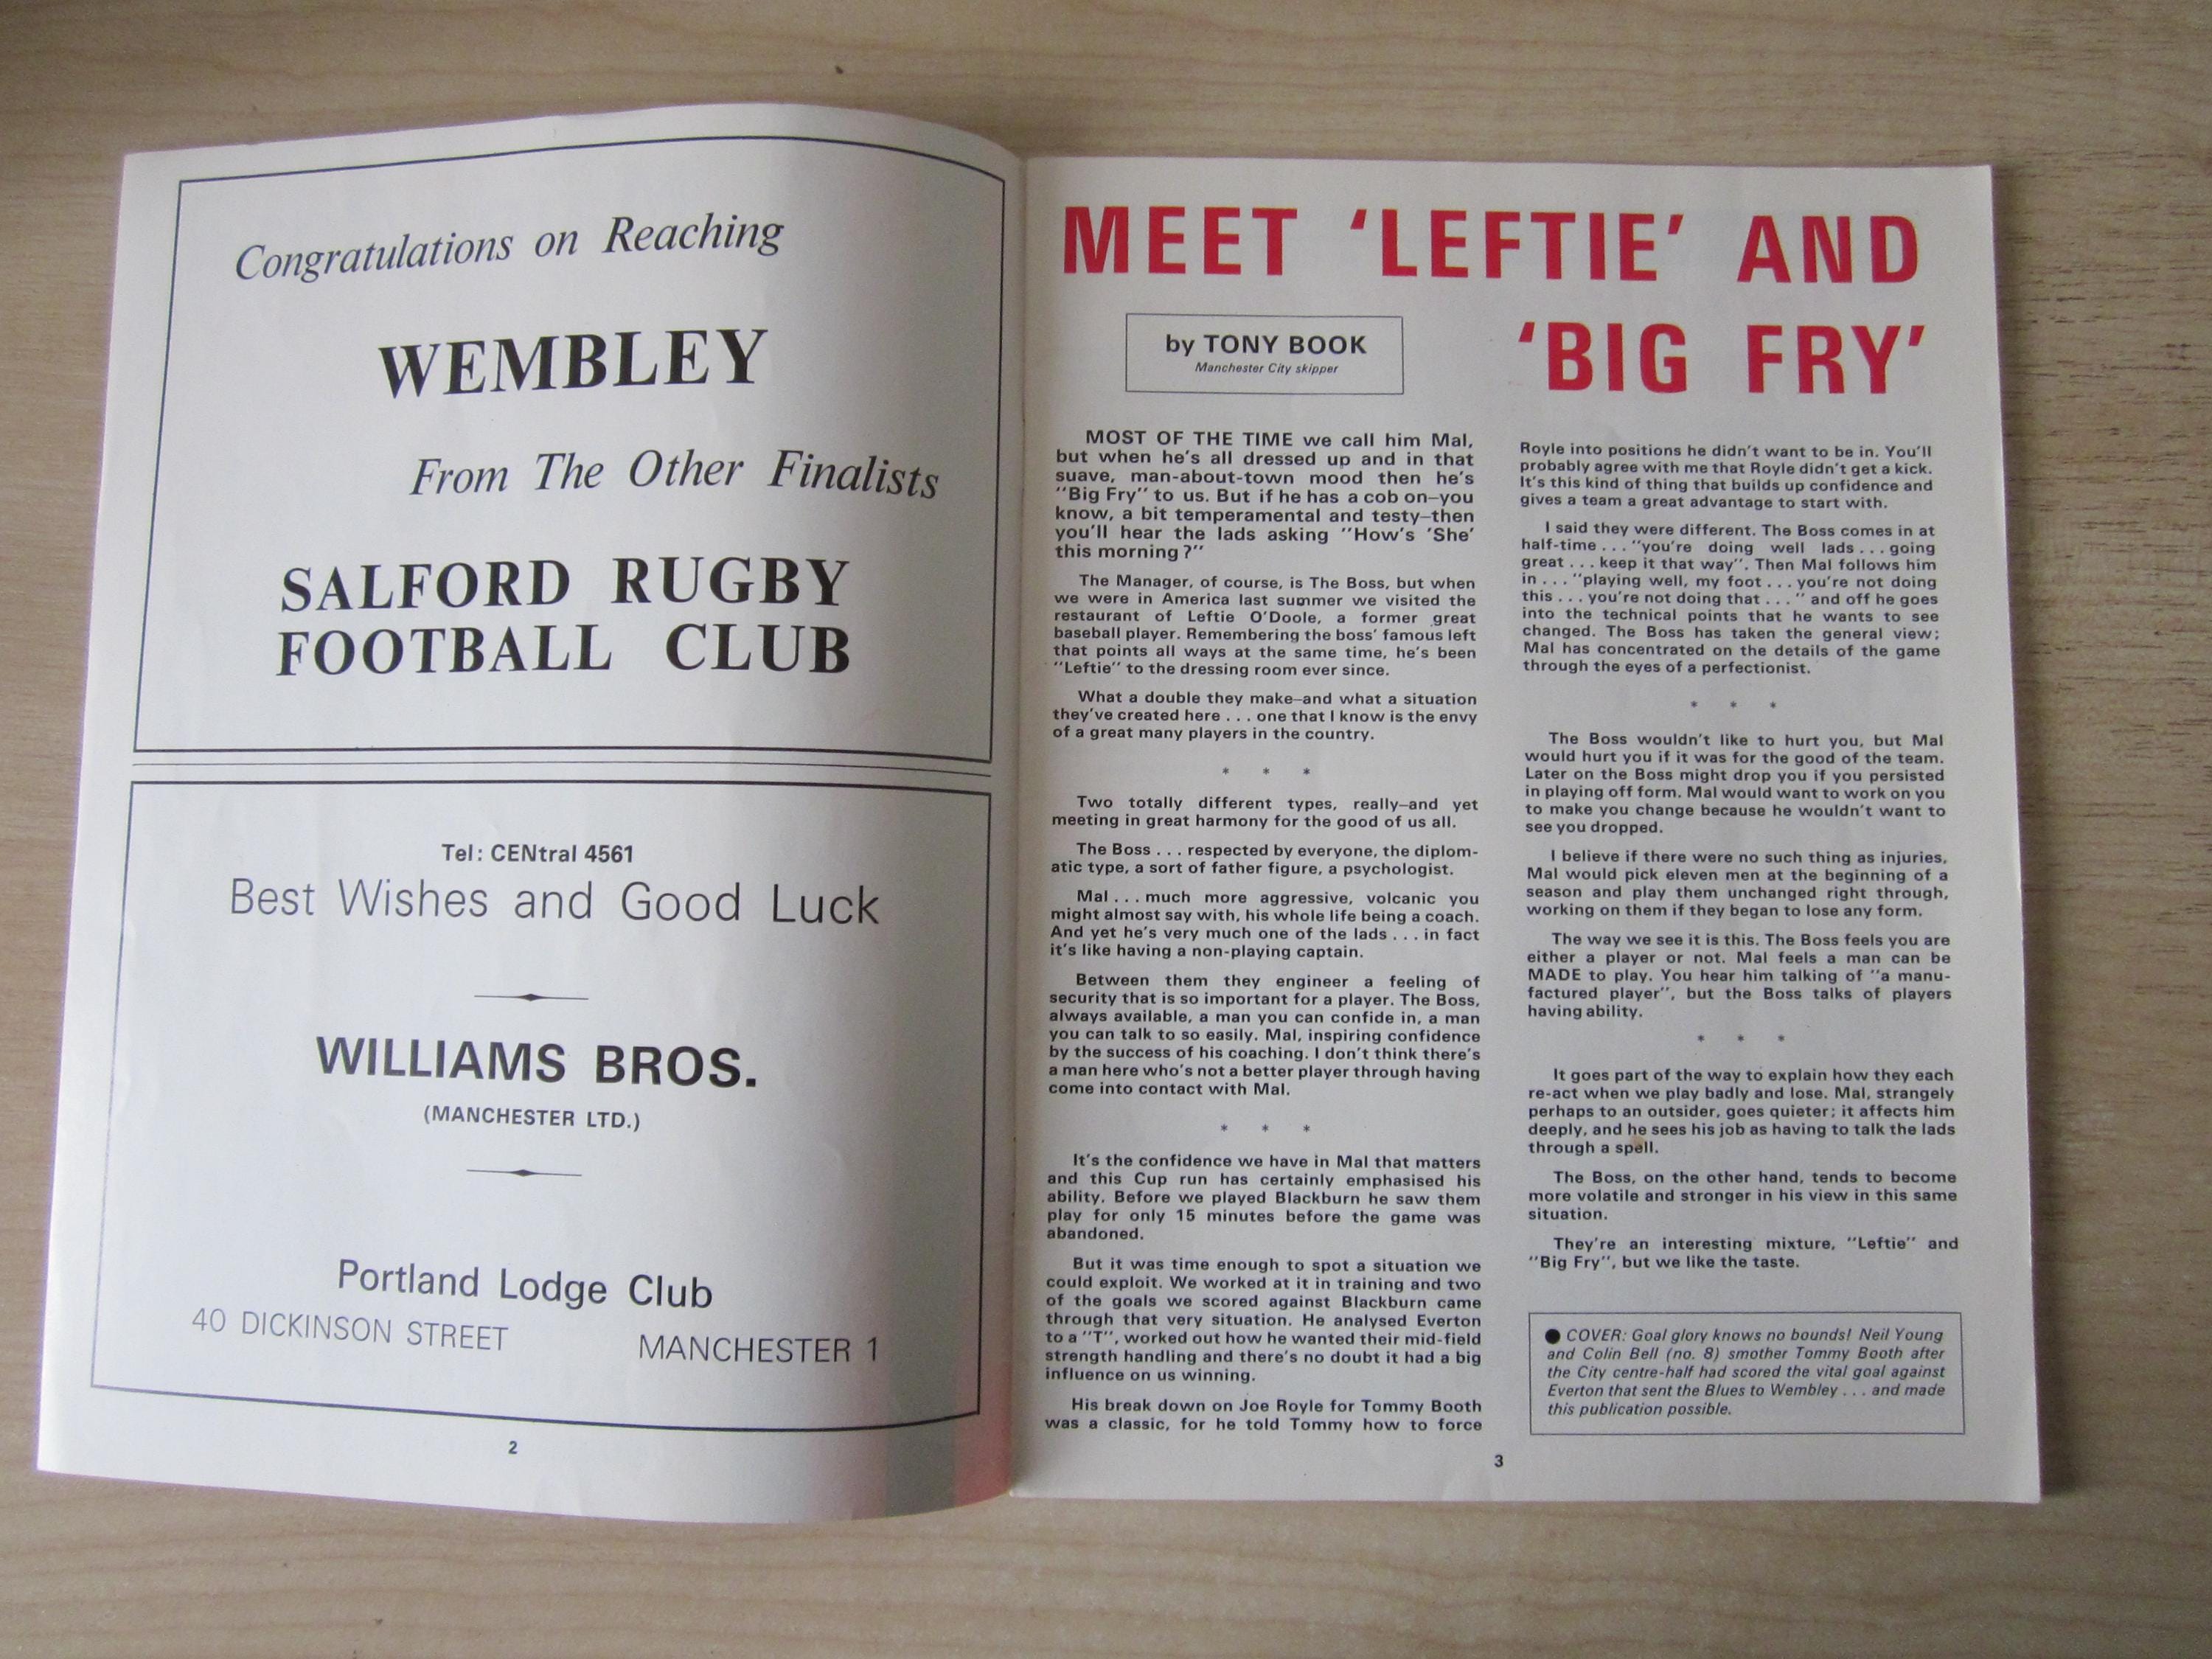 Congratulations on Reaching
WEMBLEY
From The Other Finalists
SALFORD RUGBY
FOOTBALL CLUB
Tel: CENtral 4561
Best Wishes and Good Luck
WILLIAMS BROS.
(MANCHESTER LTD.)
Portland Lodge Club
40 DICKINSON STREET
MANCHESTER 1
2
MEET 'LEFTIE' AND
'BIG FRY'
by TONY BOOK
Manchester City skipper
MOST OF THE TIME we call him Mal,
but when he's all dressed up and in that
suave, man-about-town mood then he's
"Big Fry" to us. But if he has a cob on–you
know, a bit temperamental and testy–then
you'll hear the lads asking "How's 'She'
this morning?"
The Manager, of course, is The Boss, but when
we were in America last summer we visited the
restaurant of Leftie O'Doole, a former great
baseball player. Remembering the boss' famous left
that points all ways at the same time, he's been
"Leftie" to the dressing room ever since.
What a double they make–and what a situation
they've created here . . . one that I know is the envy
of a great many players in the country.
* * *
Two totally different types, really–and yet
meeting in great harmony for the good of us all.
The Boss . . . respected by everyone, the diplom-
atic type, a sort of father figure, a psychologist.
Mal . . . much more aggressive, volcanic you
might almost say with, his whole life being a coach.
And yet he's very much one of the lads . . . in fact
it's like having a non-playing captain.
Between them they engineer a feeling of
security that is so important for a player. The Boss,
always available, a man you can confide in, a man
you can talk to so easily. Mal, inspiring confidence
by the success of his coaching. I don't think there's
a man here who's not a better player through having
come into contact with Mal.
* * *
It's the confidence we have in Mal that matters
and this Cup run has certainly emphasised his
ability. Before we played Blackburn he saw them
play for only 15 minutes before the game was
abandoned.
But it was time enough to spot a situation we
could exploit. We worked at it in training and two
of the goals we scored against Blackburn came
through that very situation. He analysed Everton
to a "T", worked out how he wanted their mid-field
strength handling and there's no doubt it had a big
influence on us winning.
His break down on Joe Royle for Tommy Booth
was a classic, for he told Tommy how to force
Royle into positions he didn't want to be in. You'll
probably agree with me that Royle didn't get a kick.
It's this kind of thing that builds up confidence and
gives a team a great advantage to start with.
I said they were different. The Boss comes in at
half-time . . . "you're doing well lads . . . going
great . . . keep it that way". Then Mal follows him
in . . . "playing well, my foot . . . you're not doing
this . . . you're not doing that . . . " and off he goes
into the technical points that he wants to see
changed. The Boss has taken the general view;
Mal has concentrated on the details of the game
through the eyes of a perfectionist.
* * *
The Boss wouldn't like to hurt you, but Mal
would hurt you if it was for the good of the team.
Later on the Boss might drop you if you persisted
in playing off form. Mal would want to work on you
to make you change because he wouldn't want to
see you dropped.
I believe if there were no such thing as injuries,
Mal would pick eleven men at the beginning of a
season and play them unchanged right through,
working on them if they began to lose any form.
The way we see it is this. The Boss feels you are
either a player or not. Mal feels a man can be
MADE to play. You hear him talking of "a manu-
factured player", but the Boss talks of players
having ability.
* * *
It goes part of the way to explain how they each
re-act when we play badly and lose. Mal, strangely
perhaps to an outsider, goes quieter; it affects him
deeply, and he sees his job as having to talk the lads
through a spell.
The Boss, on the other hand, tends to become
more volatile and stronger in his view in this same
situation.
They're an interesting mixture, "Leftie" and
"Big Fry", but we like the taste.
● COVER: Goal glory knows no bounds! Neil Young
and Colin Bell (no. 8) smother Tommy Booth after
the City centre-half had scored the vital goal against
Everton that sent the Blues to Wembley . . . and made
this publication possible.
3